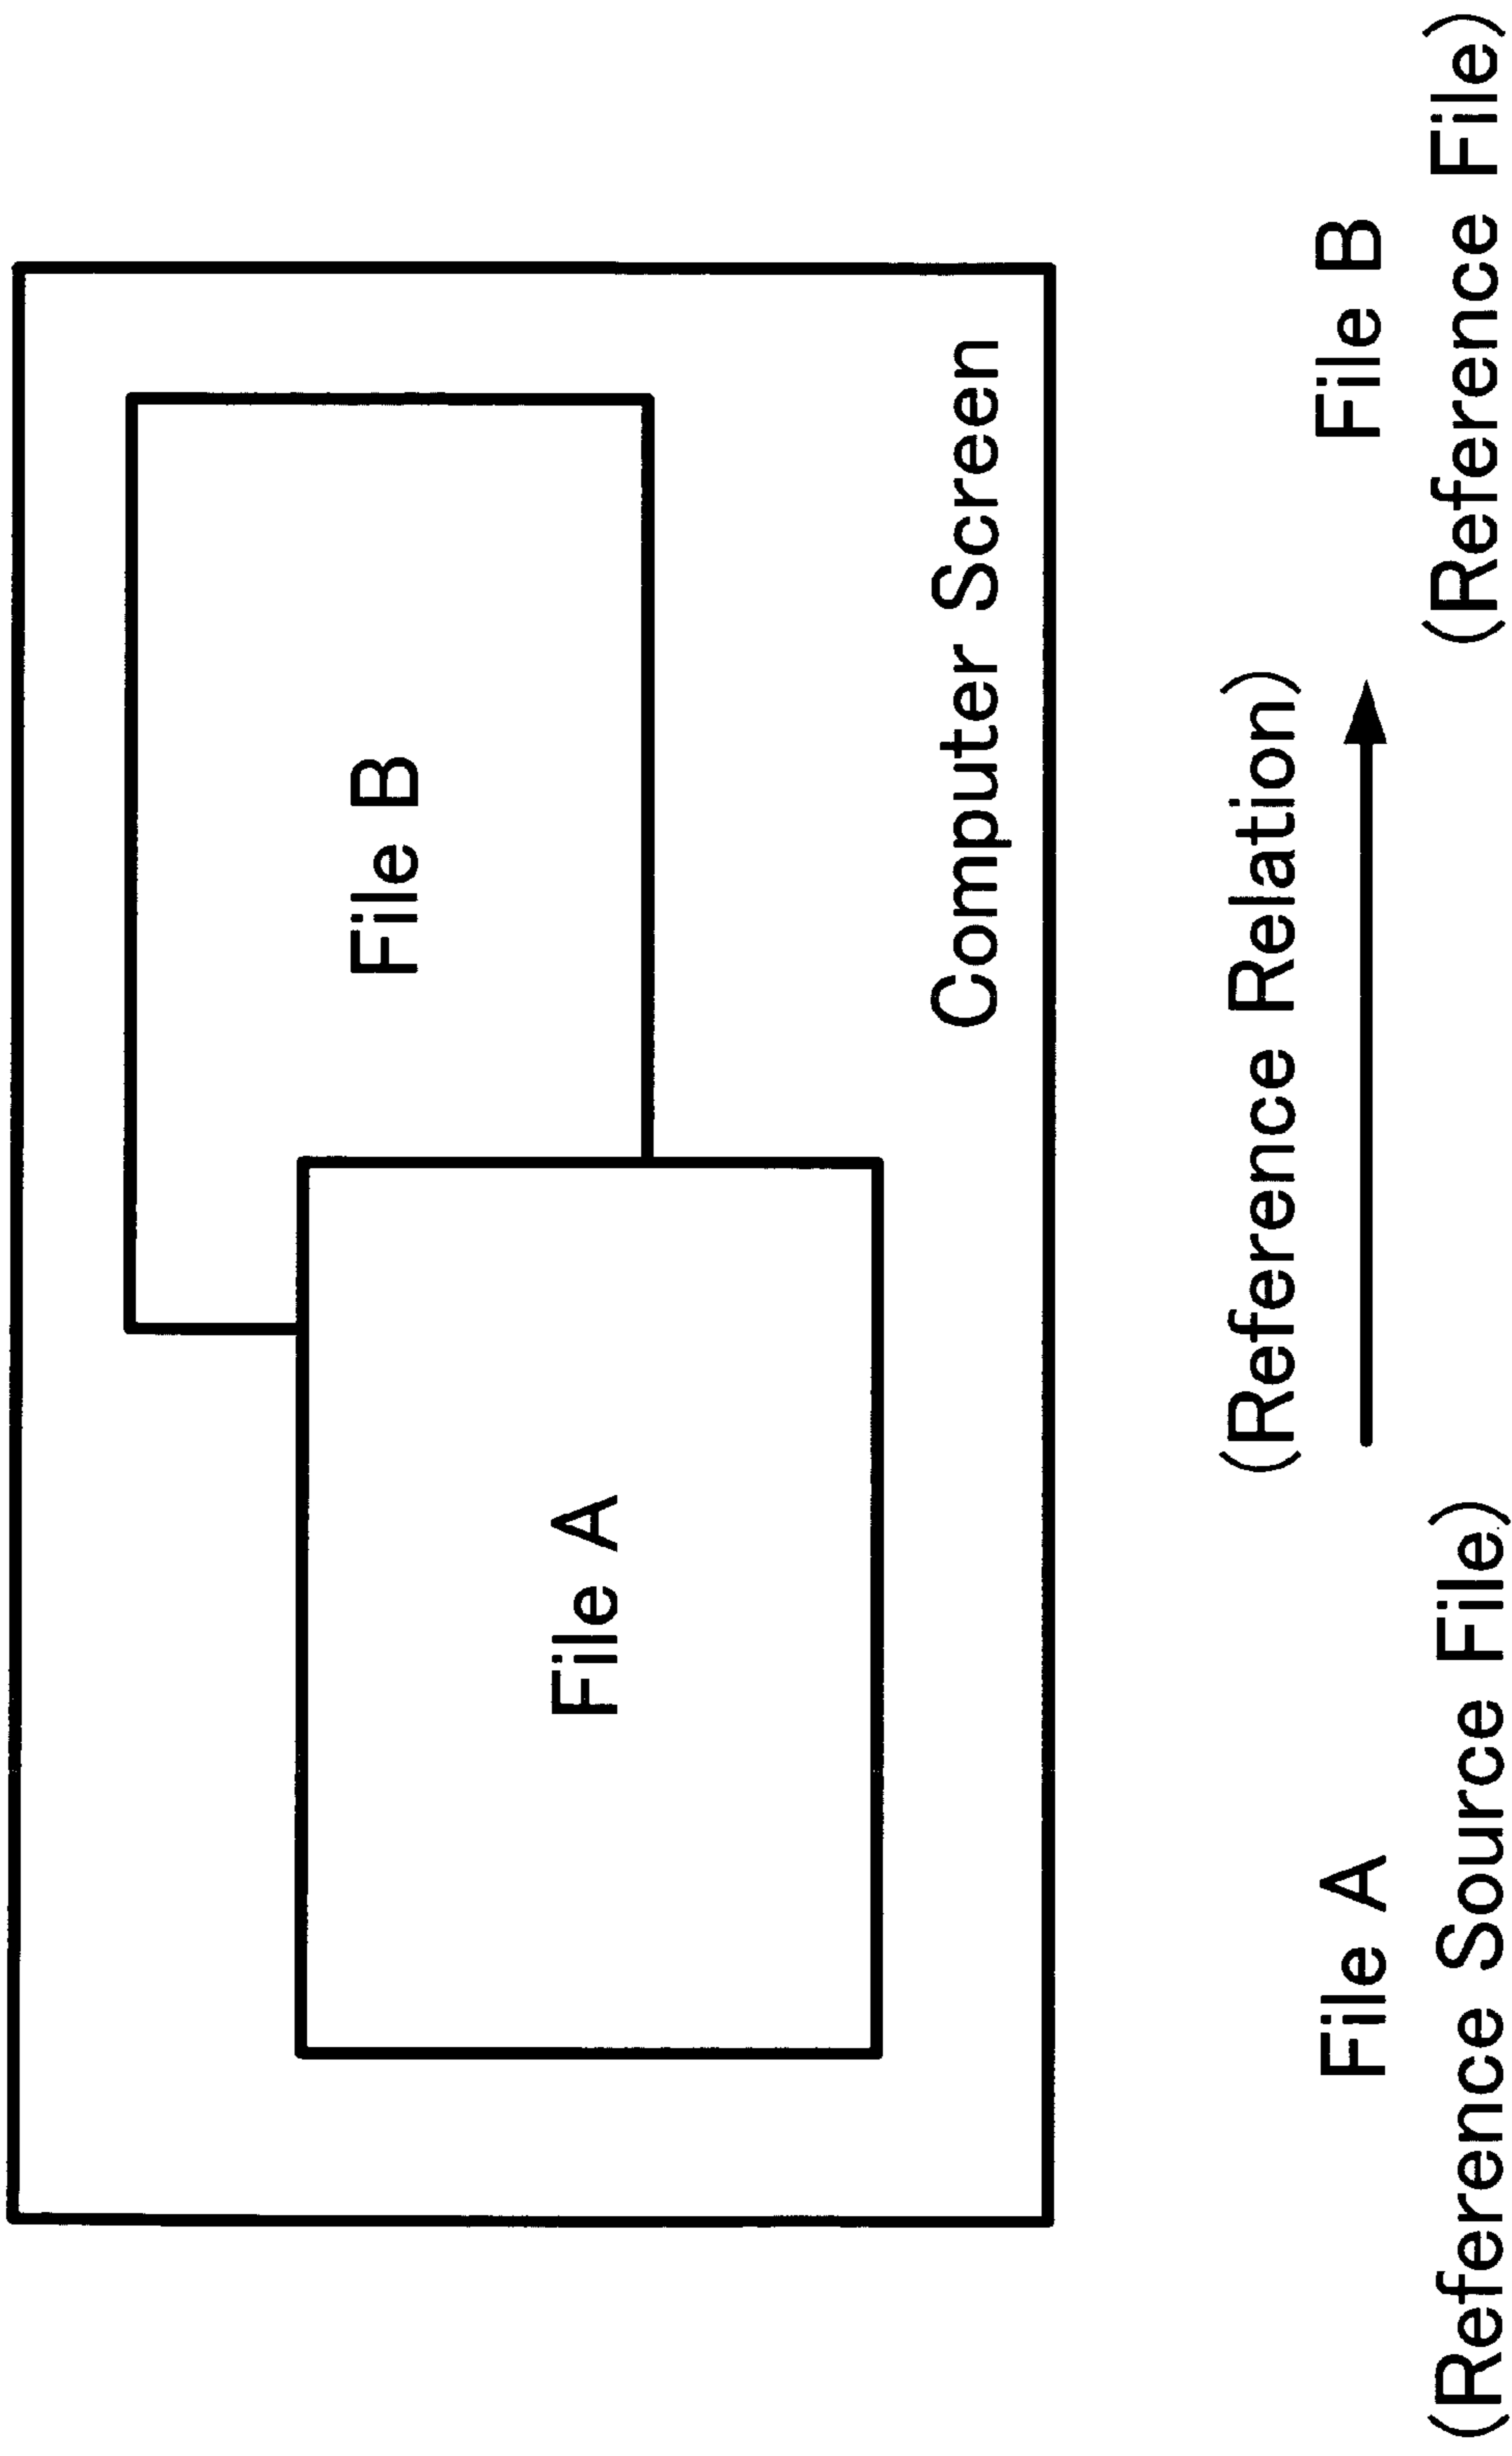 File B
File A
Computer Screen
(Reference Relation)
File A
File B
(Reference Source File)
(Reference File)